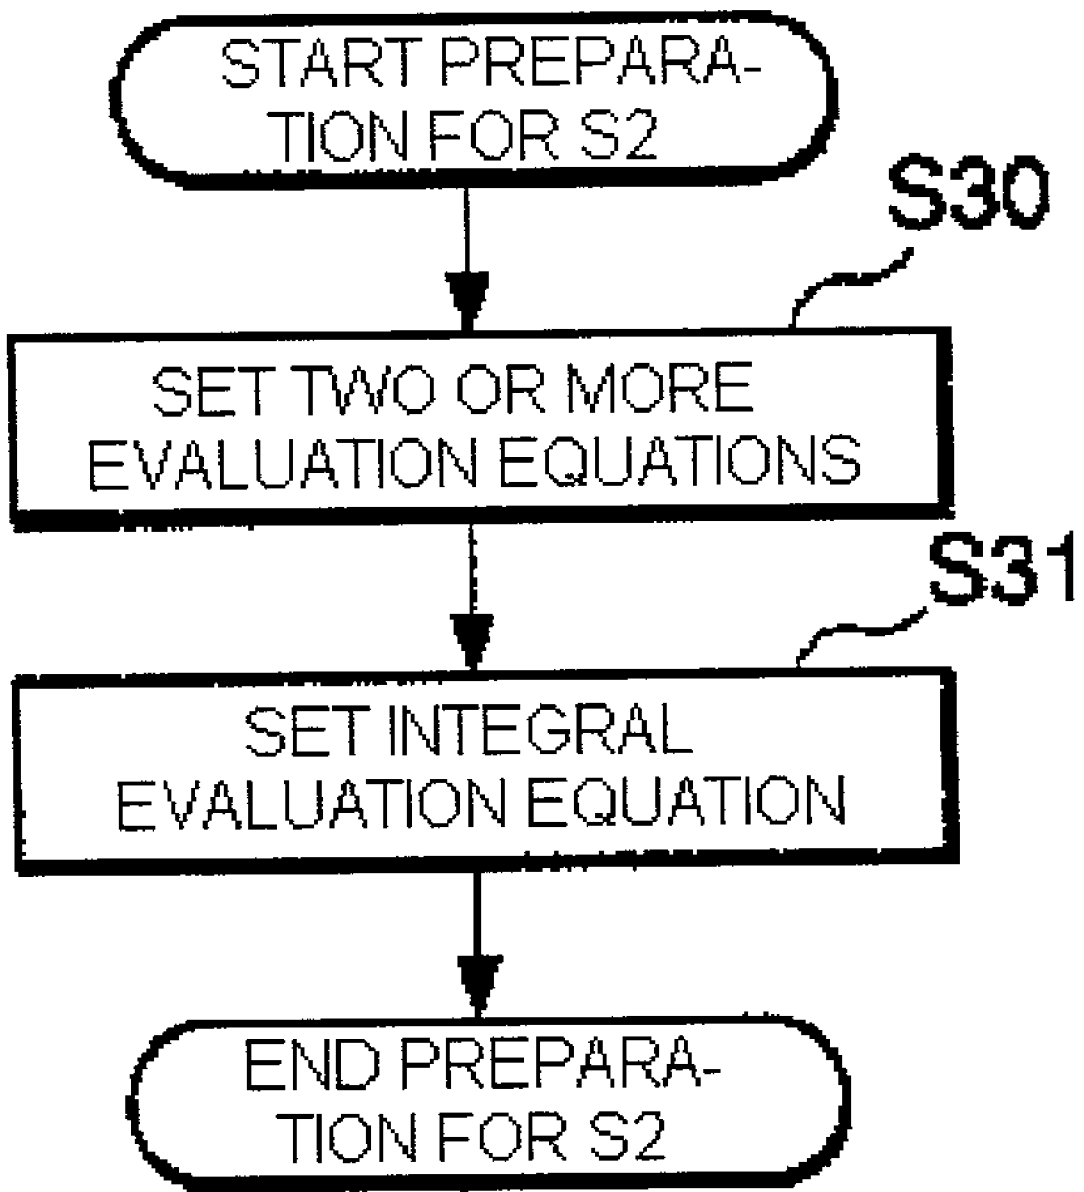 START PREPARA-
TION FOR S2
S30
SET TWO OR MORE
EVALUATION EQUATIONS
S31
SET INTEGRAL
EVALUATION EQUATION
END PREPARA-
TION FOR S2